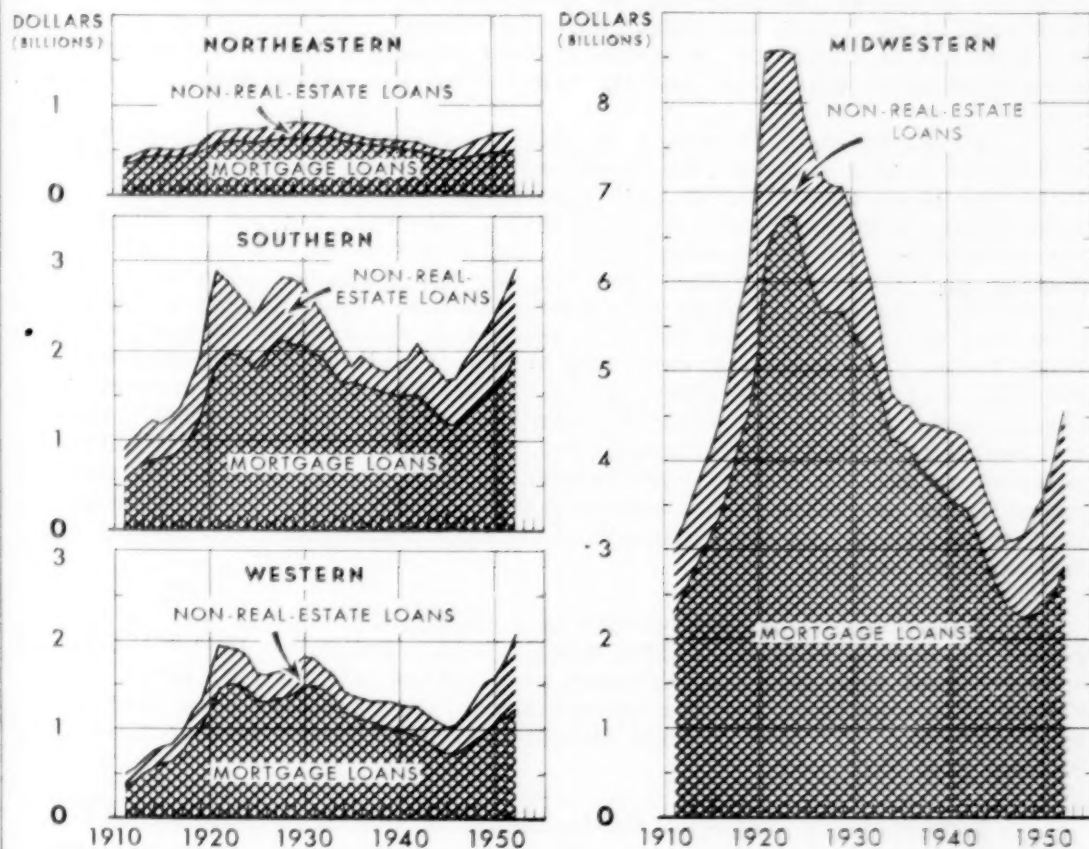 DOLLARS
(BILLIONS)
NORTHEASTERN
NON-REAL-ESTATE LOANS
1
MORTGAGE LOANS
0
3
SOUTHERN
NON-REAL-
ESTATE LOANS
2
1
MORTGAGE LOANS
0
3
WESTERN
NON-REAL-ESTATE LOANS
2
1
MORTGAGE LOANS
0
1910 1920 1930 1940 1950
DOLLARS
(BILLIONS)
MIDWESTERN
8
NON-REAL-ESTATE
LOANS
7
6
5
4
3
2
MORTGAGE LOANS
1
0
1910 1920 1930 1940 1950